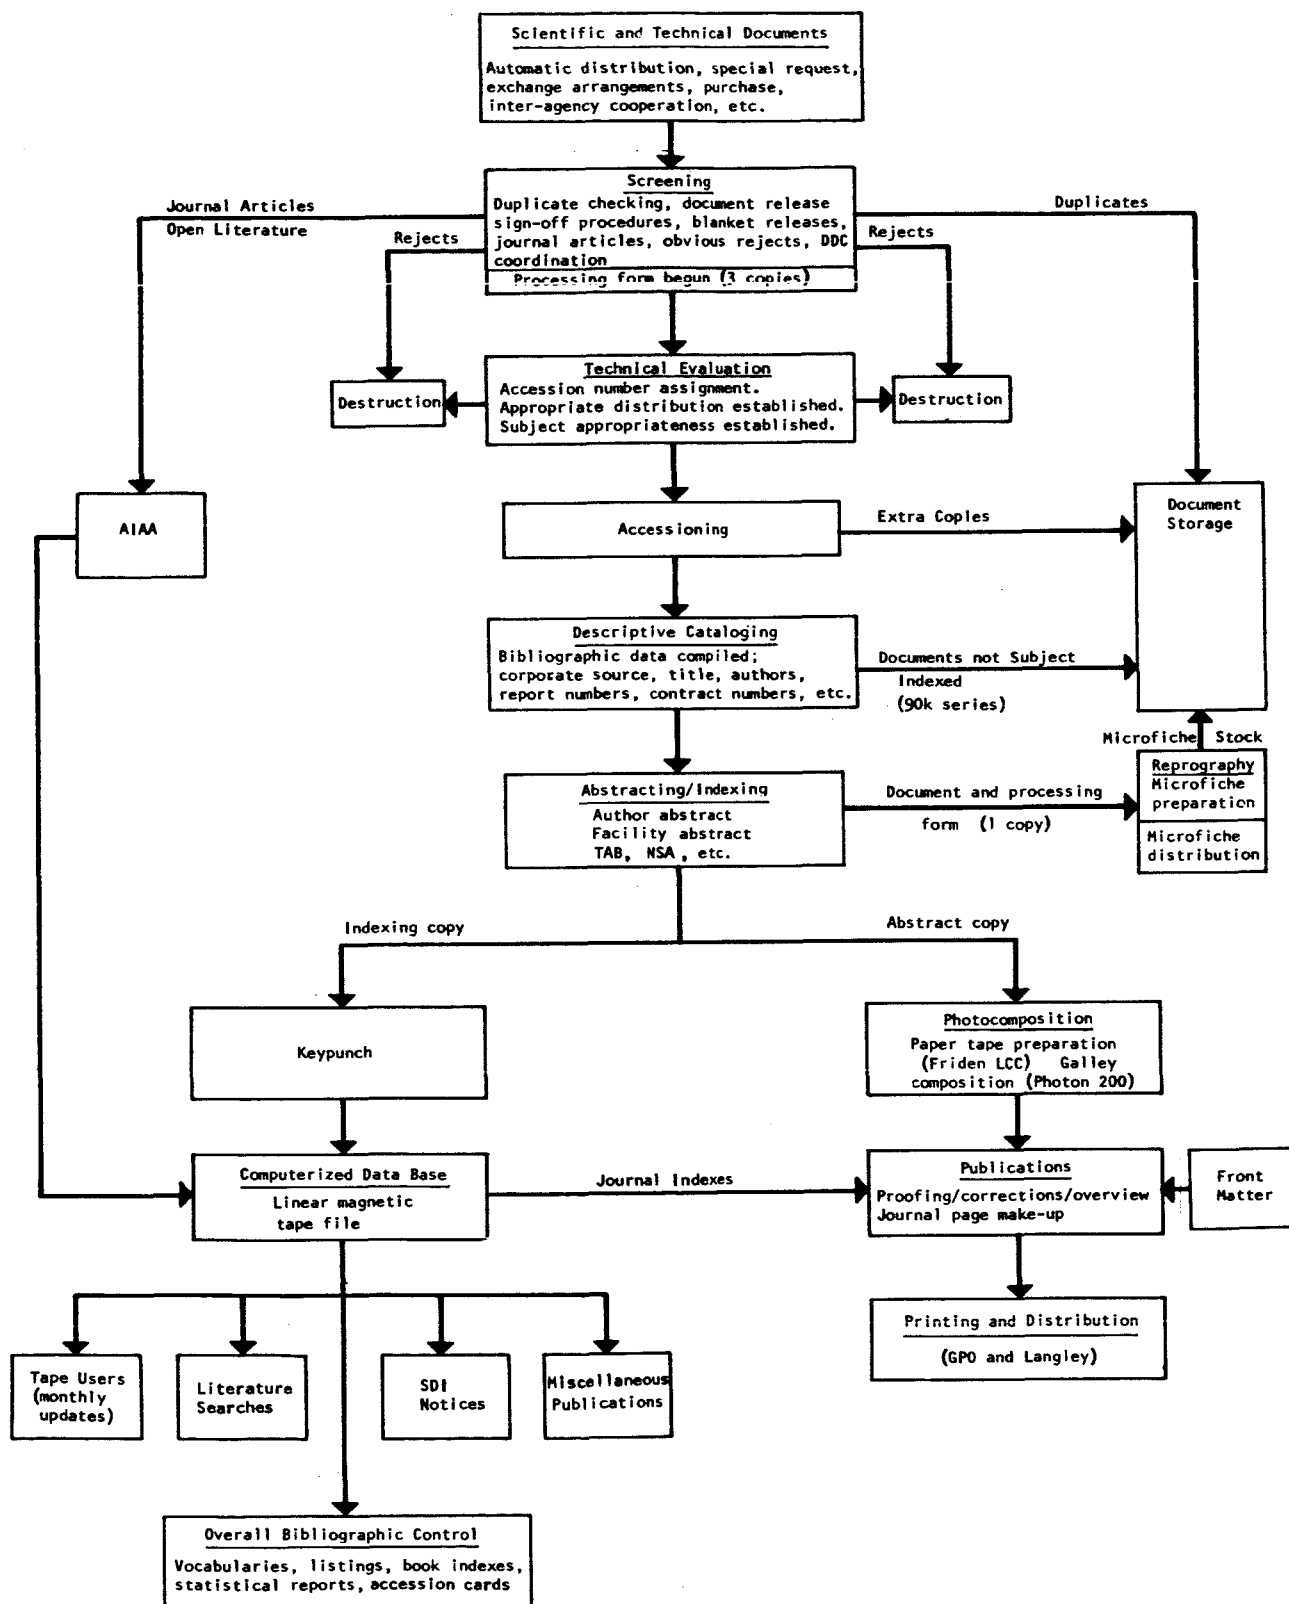 Scientific and Technical Documents
Automatic distribution, special request,
exchange arrangements, purchase,
inter-agency cooperation, etc.
Screening
Duplicate checking, document release
sign-off procedures, blanket releases,
journal articles, obvious rejects, DDC
coordination
Processing form begun (3 copies)
Journal Articles
Open Literature
Rejects
Rejects
Duplicates
Technical Evaluation
Accession number assignment.
Appropriate distribution established.
Subject appropriateness established.
Destruction
Destruction
AIAA
Accessioning
Extra Copies
Document
Storage
Descriptive Cataloging
Bibliographic data compiled;
corporate source, title, authors,
report numbers, contract numbers, etc.
Documents not Subject
Indexed
(90k series)
Microfiche Stock
Abstracting/Indexing
Author abstract
Facility abstract
TAB, NSA, etc.
Document and processing
form (1 copy)
Reprography
Microfiche
preparation
Microfiche
distribution
Indexing copy
Abstract copy
Keypunch
Photocomposition
Paper tape preparation
(Friden LCC) Galley
composition (Photon 200)
Computerized Data Base
Linear magnetic
tape file
Journal Indexes
Publications
Proofing/corrections/overview
Journal page make-up
Front
Matter
Printing and Distribution
(GPO and Langley)
Tape Users
(monthly
updates)
Literature
Searches
SDI
Notices
Miscellaneous
Publications
Overall Bibliographic Control
Vocabularies, listings, book indexes,
statistical reports, accession cards